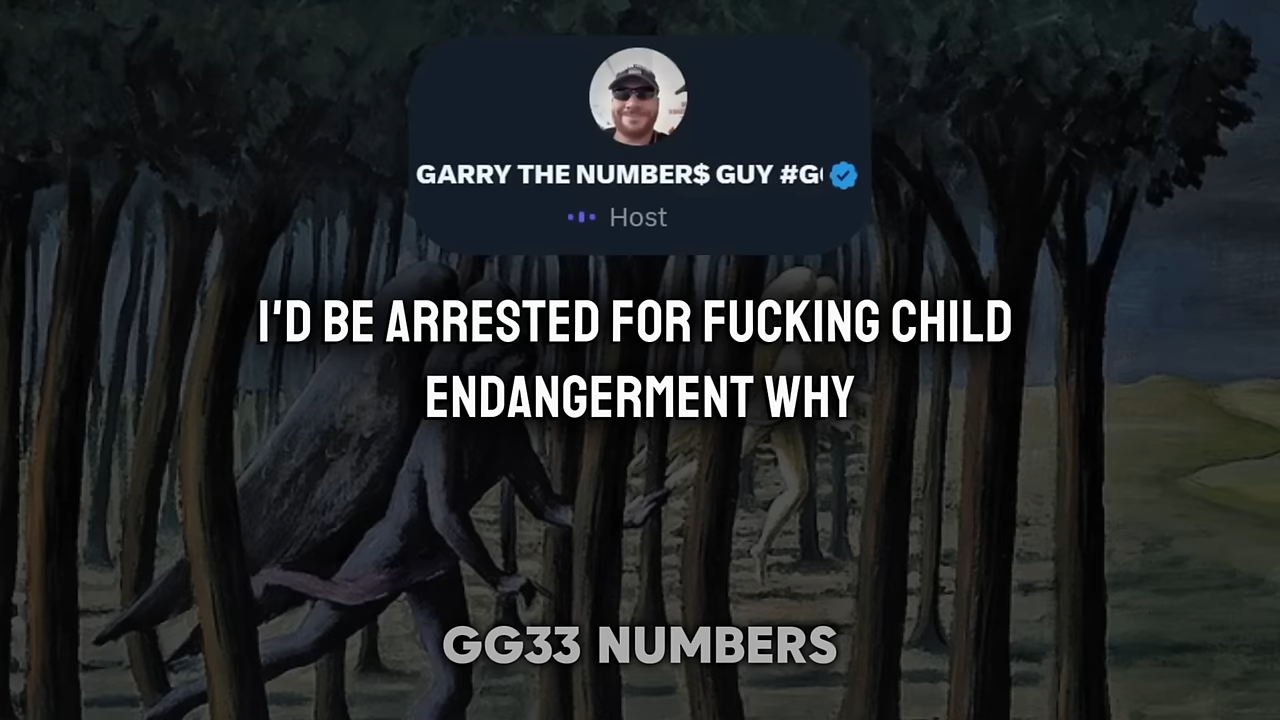 GARRY THE NUMBER$ GUY #G
Host
I'D BE ARRESTED FOR FUCKING CHILD
ENDANGERMENT WHY
GG33 NUMBERS